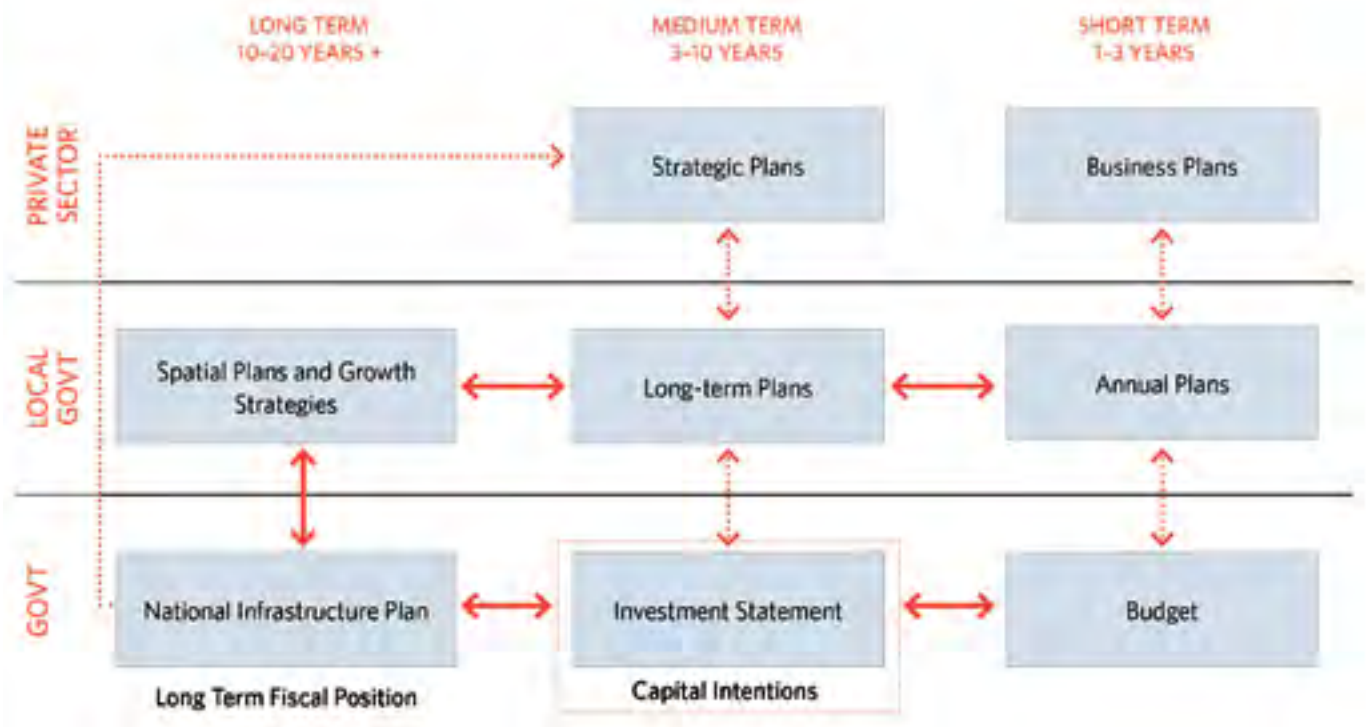 LONG TERM
10–20 YEARS +
MEDIUM TERM
3–10 YEARS
SHORT TERM
1–3 YEARS
PRIVATE
SECTOR
Strategic Plans
Business Plans
LOCAL
GOVT
Spatial Plans and Growth
Strategies
Long-term Plans
Annual Plans
GOVT
National Infrastructure Plan
Investment Statement
Budget
Long Term Fiscal Position
Capital Intentions